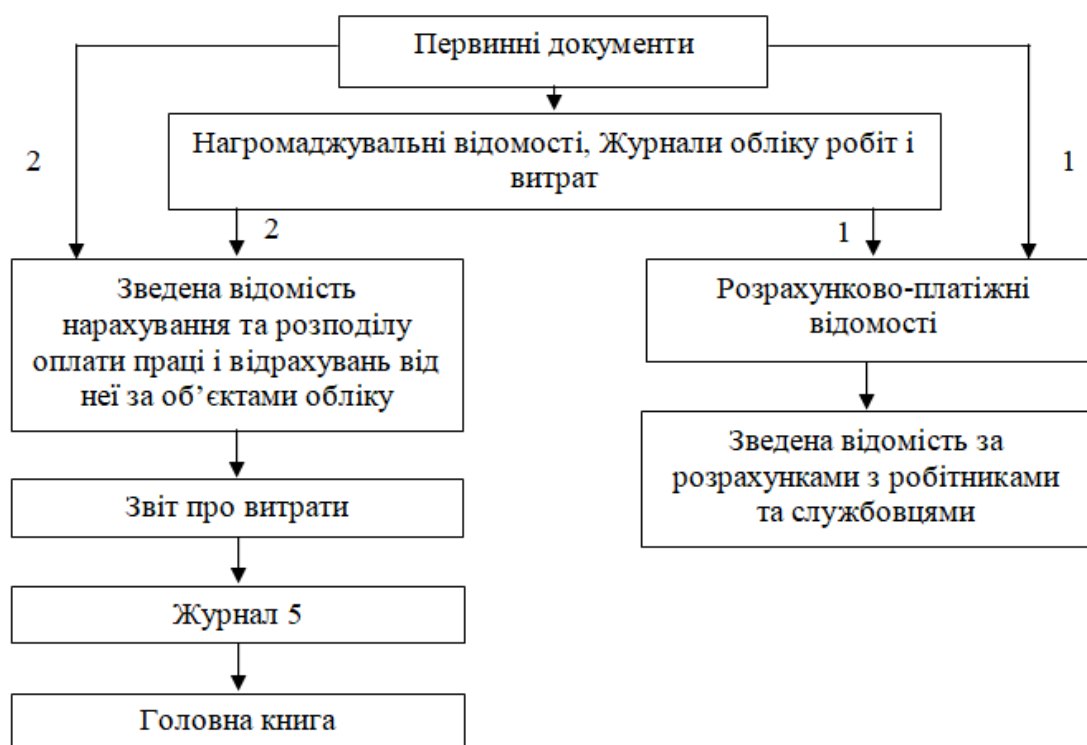 Первинні документи
Нагромаджувальні відомості, Журнали обліку робіт і
витрат
2
1
2
1
Зведена відомість
нарахування та розподілу
оплати праці і відрахувань від
неї за об’єктами обліку
Розрахунково-платіжні
відомості
Зведена відомість за
розрахунками з робітниками
та службовцями
Звіт про витрати
Журнал 5
Головна книга